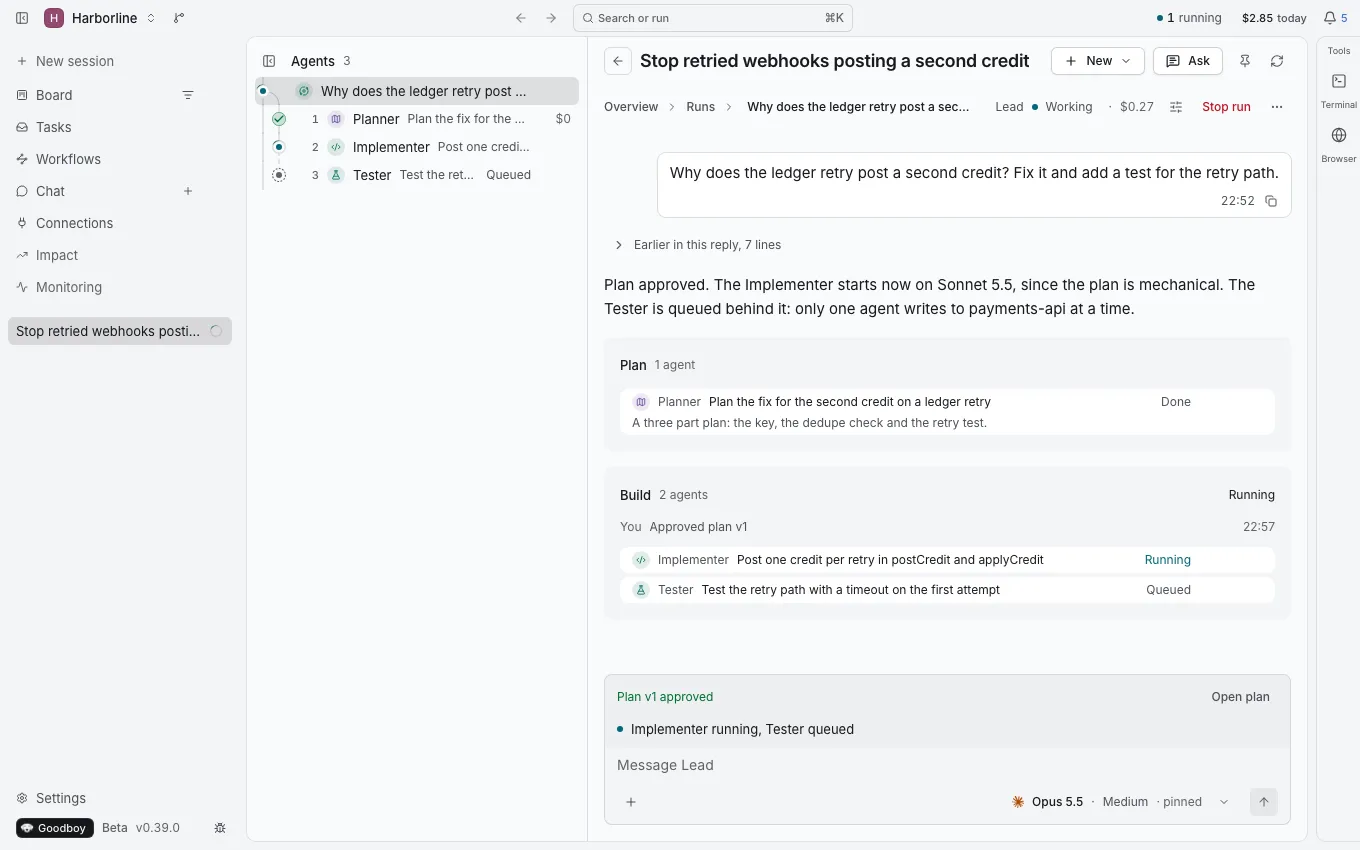 H Harborline
Search or run ⌘K
1 running $2.85 today 5
New session
Board
Tasks
Workflows
Chat
Connections
Impact
Monitoring
Stop retried webhooks posti...
Settings
Goodboy Beta v0.39.0
Agents 3
Why does the ledger retry post ...
1 Planner Plan the fix for the ... $0
2 Implementer Post one credi...
3 Tester Test the ret... Queued
Stop retried webhooks posting a second credit
New Ask
Overview Runs Why does the ledger retry post a sec... Lead Working · $0.27 Stop run
Why does the ledger retry post a second credit? Fix it and add a test for the retry path.
22:52
Earlier in this reply, 7 lines
Plan approved. The Implementer starts now on Sonnet 5.5, since the plan is mechanical. The
Tester is queued behind it: only one agent writes to payments-api at a time.
Plan 1 agent
Planner Plan the fix for the second credit on a ledger retry Done
A three part plan: the key, the dedupe check and the retry test.
Build 2 agents Running
You Approved plan v1 22:57
Implementer Post one credit per retry in postCredit and applyCredit Running
Tester Test the retry path with a timeout on the first attempt Queued
Plan v1 approved Open plan
Implementer running, Tester queued
Message Lead
Opus 5.5 · Medium · pinned
Tools
Terminal
Browser